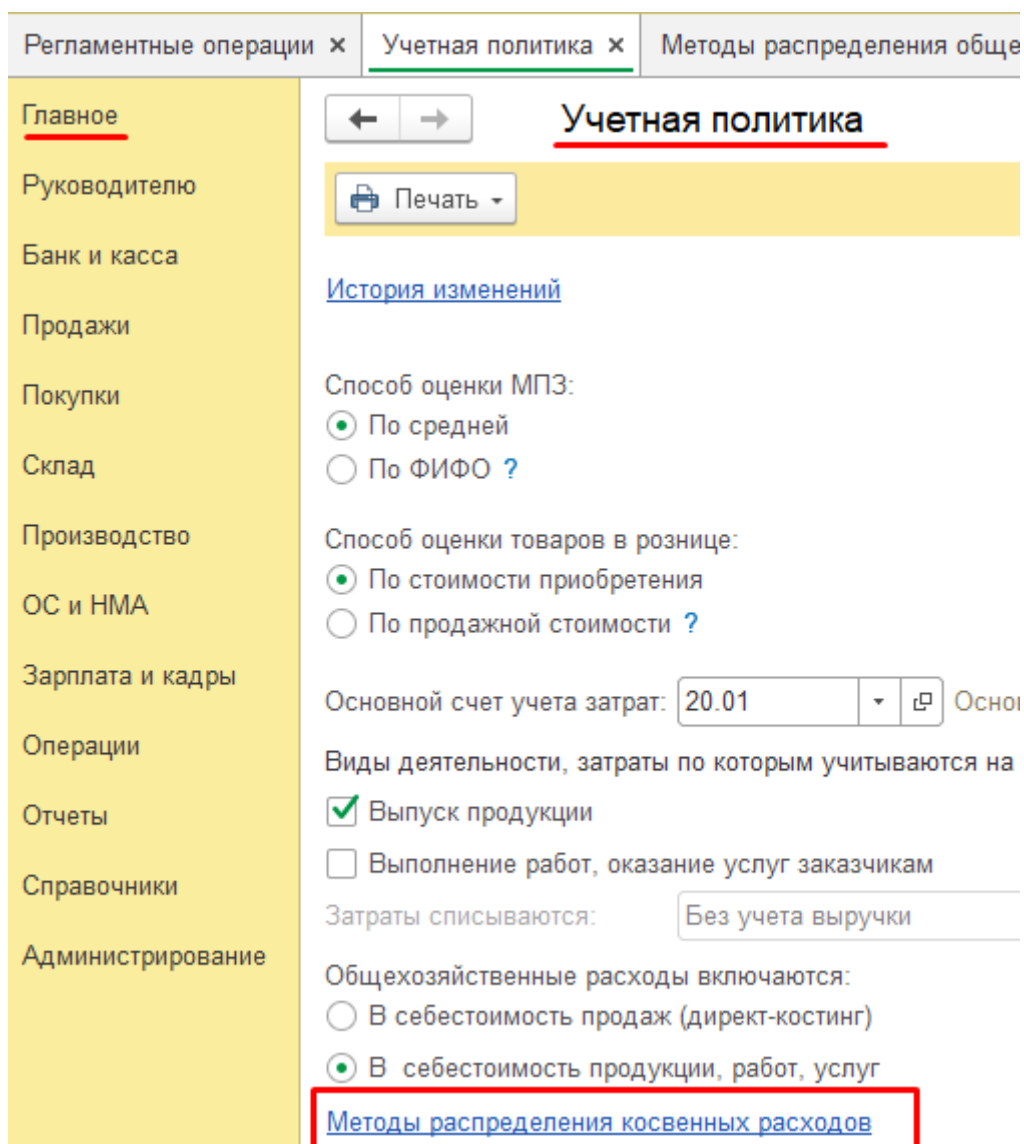 Регламентные операции × Учетная политика × Методы распределения обще
Главное
Руководителю
Банк и касса
Продажи
Покупки
Склад
Производство
ОС и НМА
Зарплата и кадры
Операции
Отчеты
Справочники
Администрирование
Учетная политика
Печать
История изменений
Способ оценки МПЗ:
По средней
По ФИФО ?
Способ оценки товаров в рознице:
По стоимости приобретения
По продажной стоимости ?
Основной счет учета затрат: 20.01 Основ
Виды деятельности, затраты по которым учитываются на
Выпуск продукции
Выполнение работ, оказание услуг заказчикам
Затраты списываются: Без учета выручки
Общехозяйственные расходы включаются:
В себестоимость продаж (директ-костинг)
В себестоимость продукции, работ, услуг
Методы распределения косвенных расходов